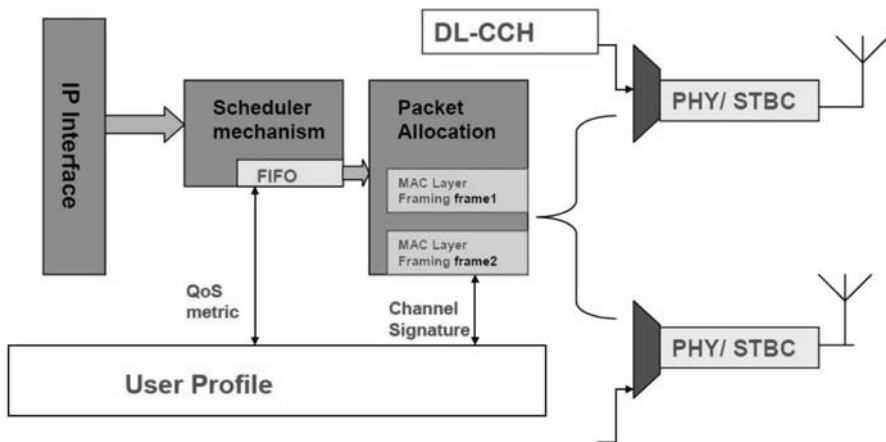 DL-CCH
IP Interface
Scheduler
mechanism
FIFO
Packet
Allocation
MAC Layer
Framing frame1
MAC Layer
Framing frame2
PHY/ STBC
QoS
metric
Channel
Signature
PHY/ STBC
User Profile